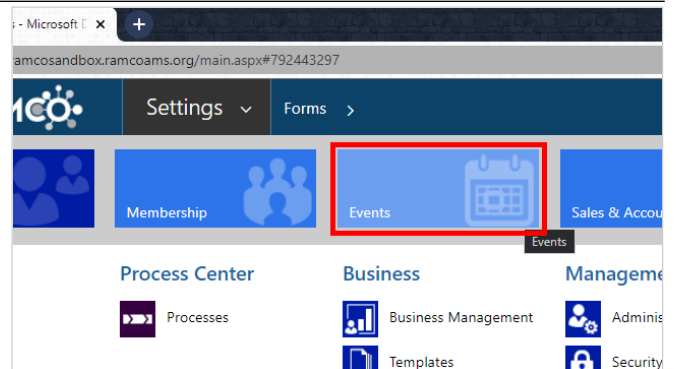 - Microsoft D × +
ramcosandbox.ramcoams.org/main.aspx#792443297
MCO Settings Forms >
Membership Events Sales & Accou
Events
Process Center Business Manageme
Processes Business Management Adminis
Templates Security